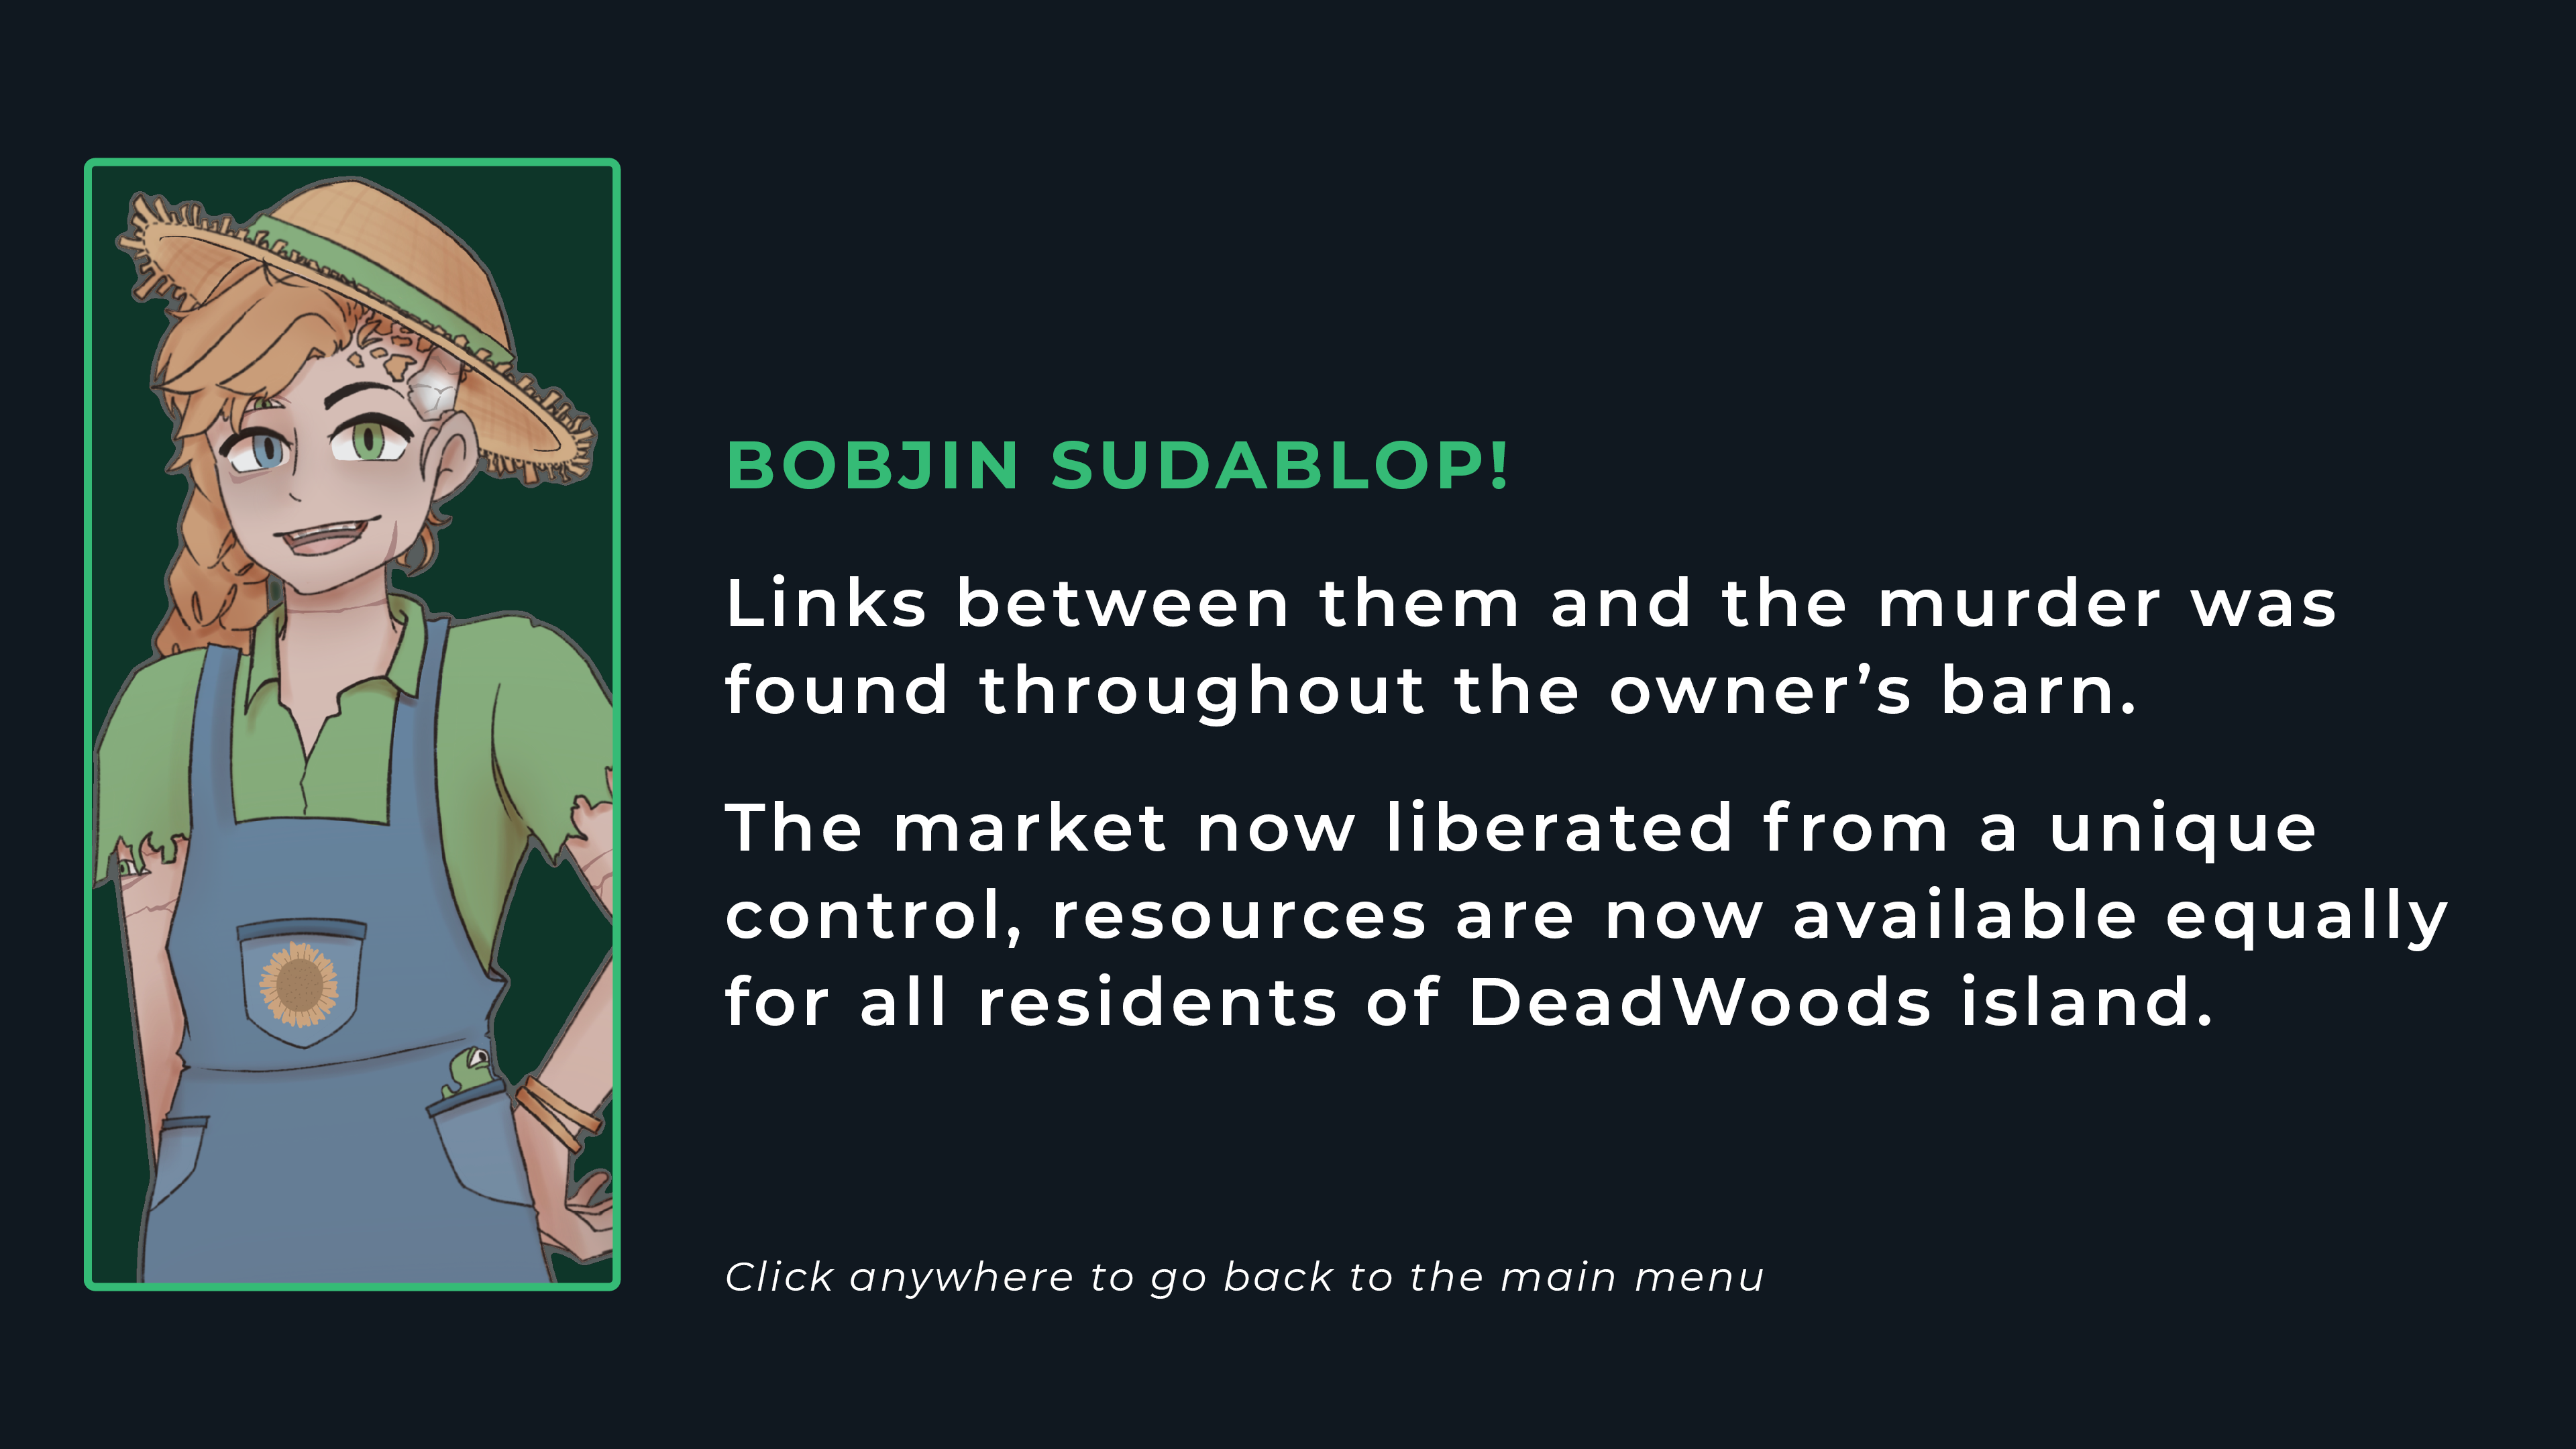 BOBJIN SUDABLOP!
Links between them and the murder was
found throughout the owner’s barn.
The market now liberated from a unique
control, resources are now available equally
for all residents of DeadWoods island.
Click anywhere to go back to the main menu